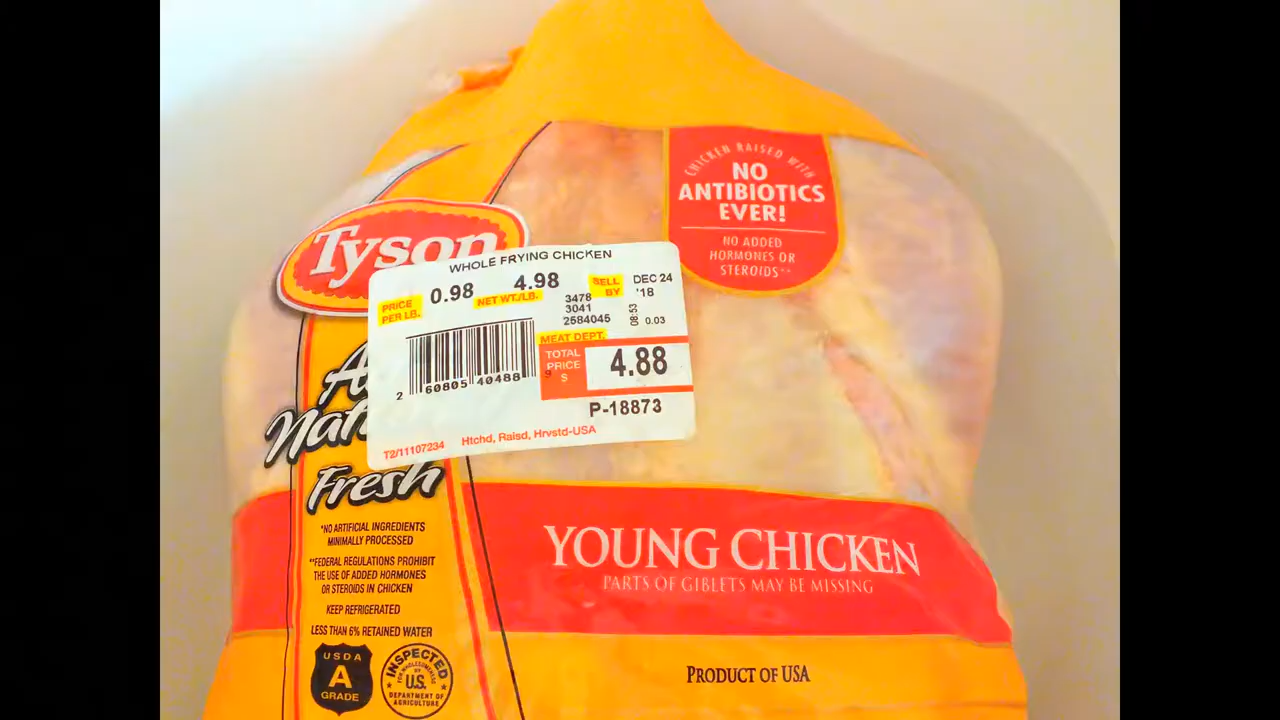 CHICKEN RAISED WITH
NO
ANTIBIOTICS
EVER!
NO ADDED
HORMONES OR
STEROIDS**
Tyson
WHOLE FRYING CHICKEN
PRICE
PER LB.
0.98
4.98
NET WT./LB.
SELL
BY
DEC 24
'18
3478
3041
2584045
08:53
0.03
MEAT DEPT.
TOTAL
PRICE
$
4.88
2 60805 40488 9
P-18873
T2/11107234 Htchd, Raisd, Hrvstd-USA
Fresh
*NO ARTIFICIAL INGREDIENTS
MINIMALLY PROCESSED
**FEDERAL REGULATIONS PROHIBIT
THE USE OF ADDED HORMONES
OR STEROIDS IN CHICKEN
KEEP REFRIGERATED
LESS THAN 6% RETAINED WATER
USDA
A
GRADE
INSPECTED
FOR WHOLESOMENESS
BY
U.S.
DEPARTMENT OF
AGRICULTURE
YOUNG CHICKEN
PARTS OF GIBLETS MAY BE MISSING
PRODUCT OF USA